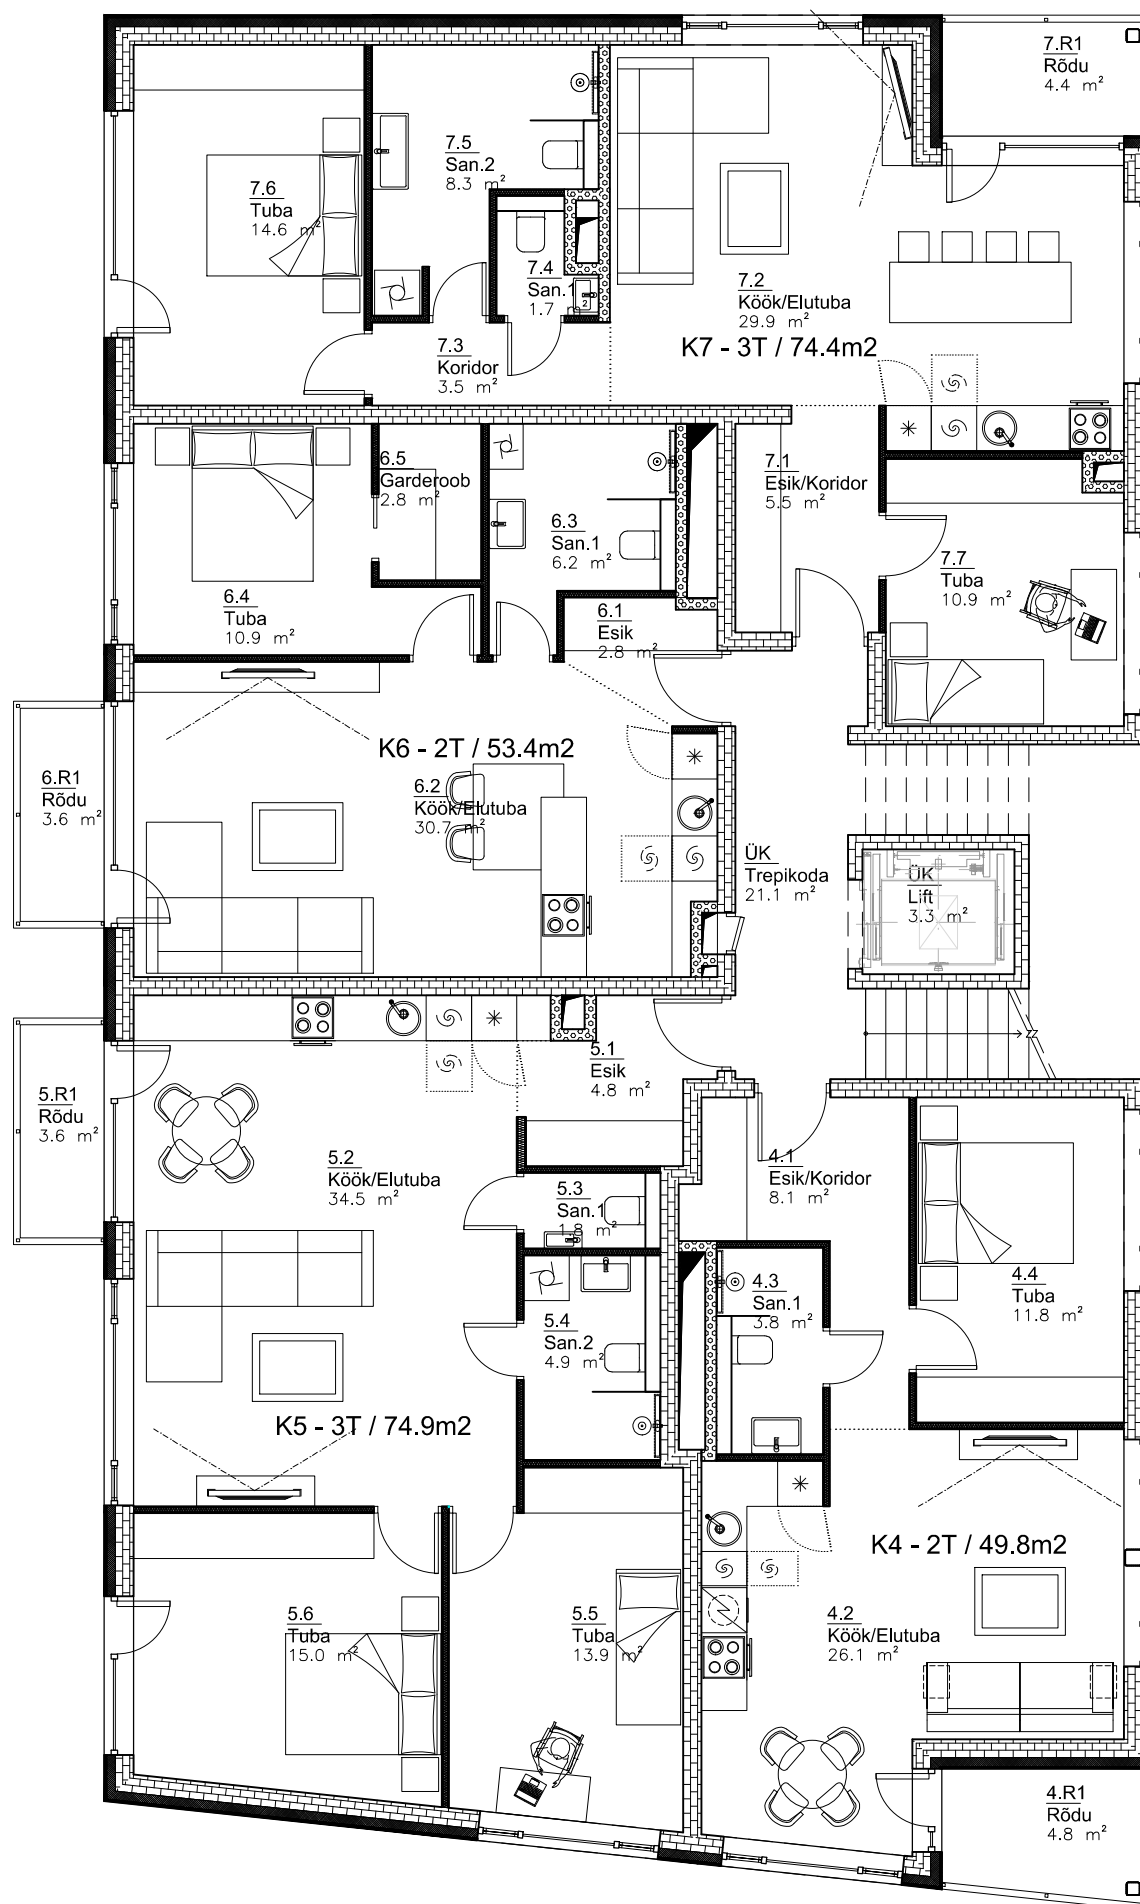 7.R1
Rõdu
4.4 m²
7.5
San.2
8.3 m²
7.6
Tuba
14.6 m²
7.4
San.1
1.7 m²
7.2
Köök/Elutuba
29.9 m²
K7 - 3T / 74.4m2
7.3
Koridor
3.5 m²
6.5
Garderoob
2.8 m²
7.1
Esik/Koridor
5.5 m²
6.3
San.1
6.2 m²
7.7
Tuba
10.9 m²
6.4
Tuba
10.9 m²
6.1
Esik
2.8 m²
K6 - 2T / 53.4m2
6.R1
Rõdu
3.6 m²
6.2
Köök/Elutuba
30.7 m²
ÜK
Trepikoda
21.1 m²
ÜK
Lift
3.3 m²
5.1
Esik
4.8 m²
5.R1
Rõdu
3.6 m²
5.2
Köök/Elutuba
34.5 m²
4.1
Esik/Koridor
8.1 m²
5.3
San.1
1.8 m²
4.3
San.1
3.8 m²
4.4
Tuba
11.8 m²
5.4
San.2
4.9 m²
K5 - 3T / 74.9m2
K4 - 2T / 49.8m2
5.6
Tuba
15.0 m²
5.5
Tuba
13.9 m²
4.2
Köök/Elutuba
26.1 m²
4.R1
Rõdu
4.8 m²